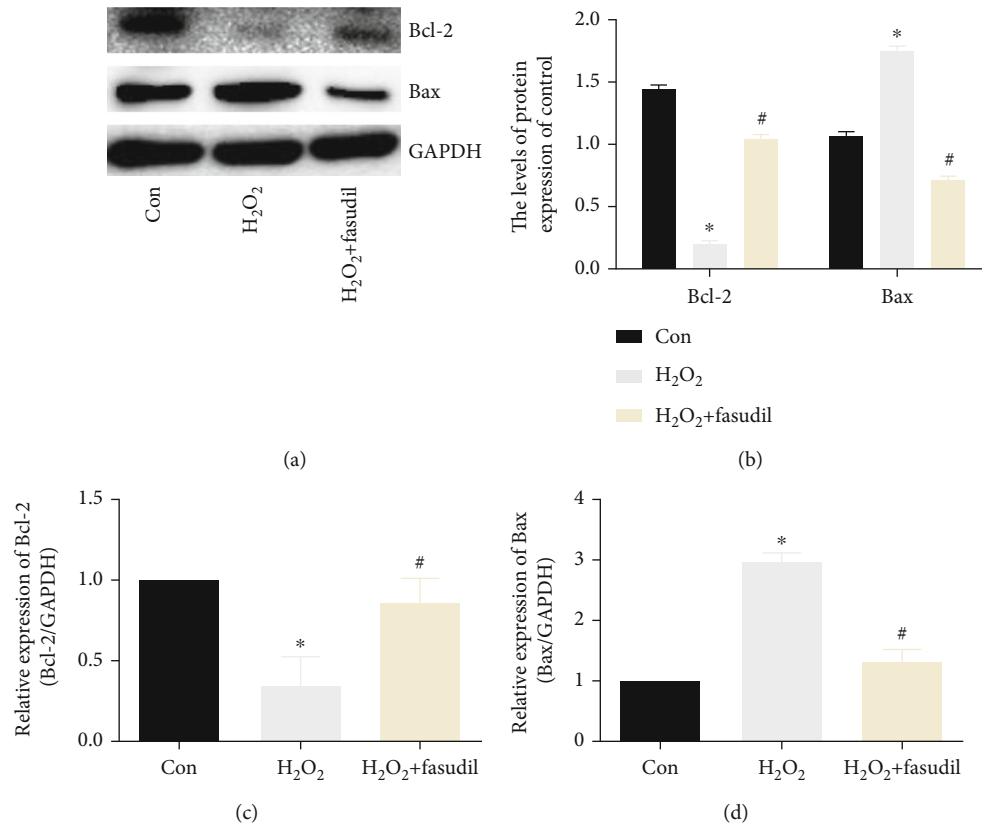 Bcl-2
Bax
GAPDH
Con
H₂O₂
H₂O₂+fasudil
(a)
The levels of protein
expression of control
2.0
1.5
1.0
0.5
0.0
*
#
*
#
Bcl-2
Bax
Con
H₂O₂
H₂O₂+fasudil
(b)
Relative expression of Bcl-2
(Bcl-2/GAPDH)
1.5
1.0
0.5
0.0
*
#
Con
H₂O₂
H₂O₂+fasudil
(c)
Relative expression of Bax
(Bax/GAPDH)
4
3
2
1
0
*
#
Con
H₂O₂
H₂O₂+fasudil
(d)